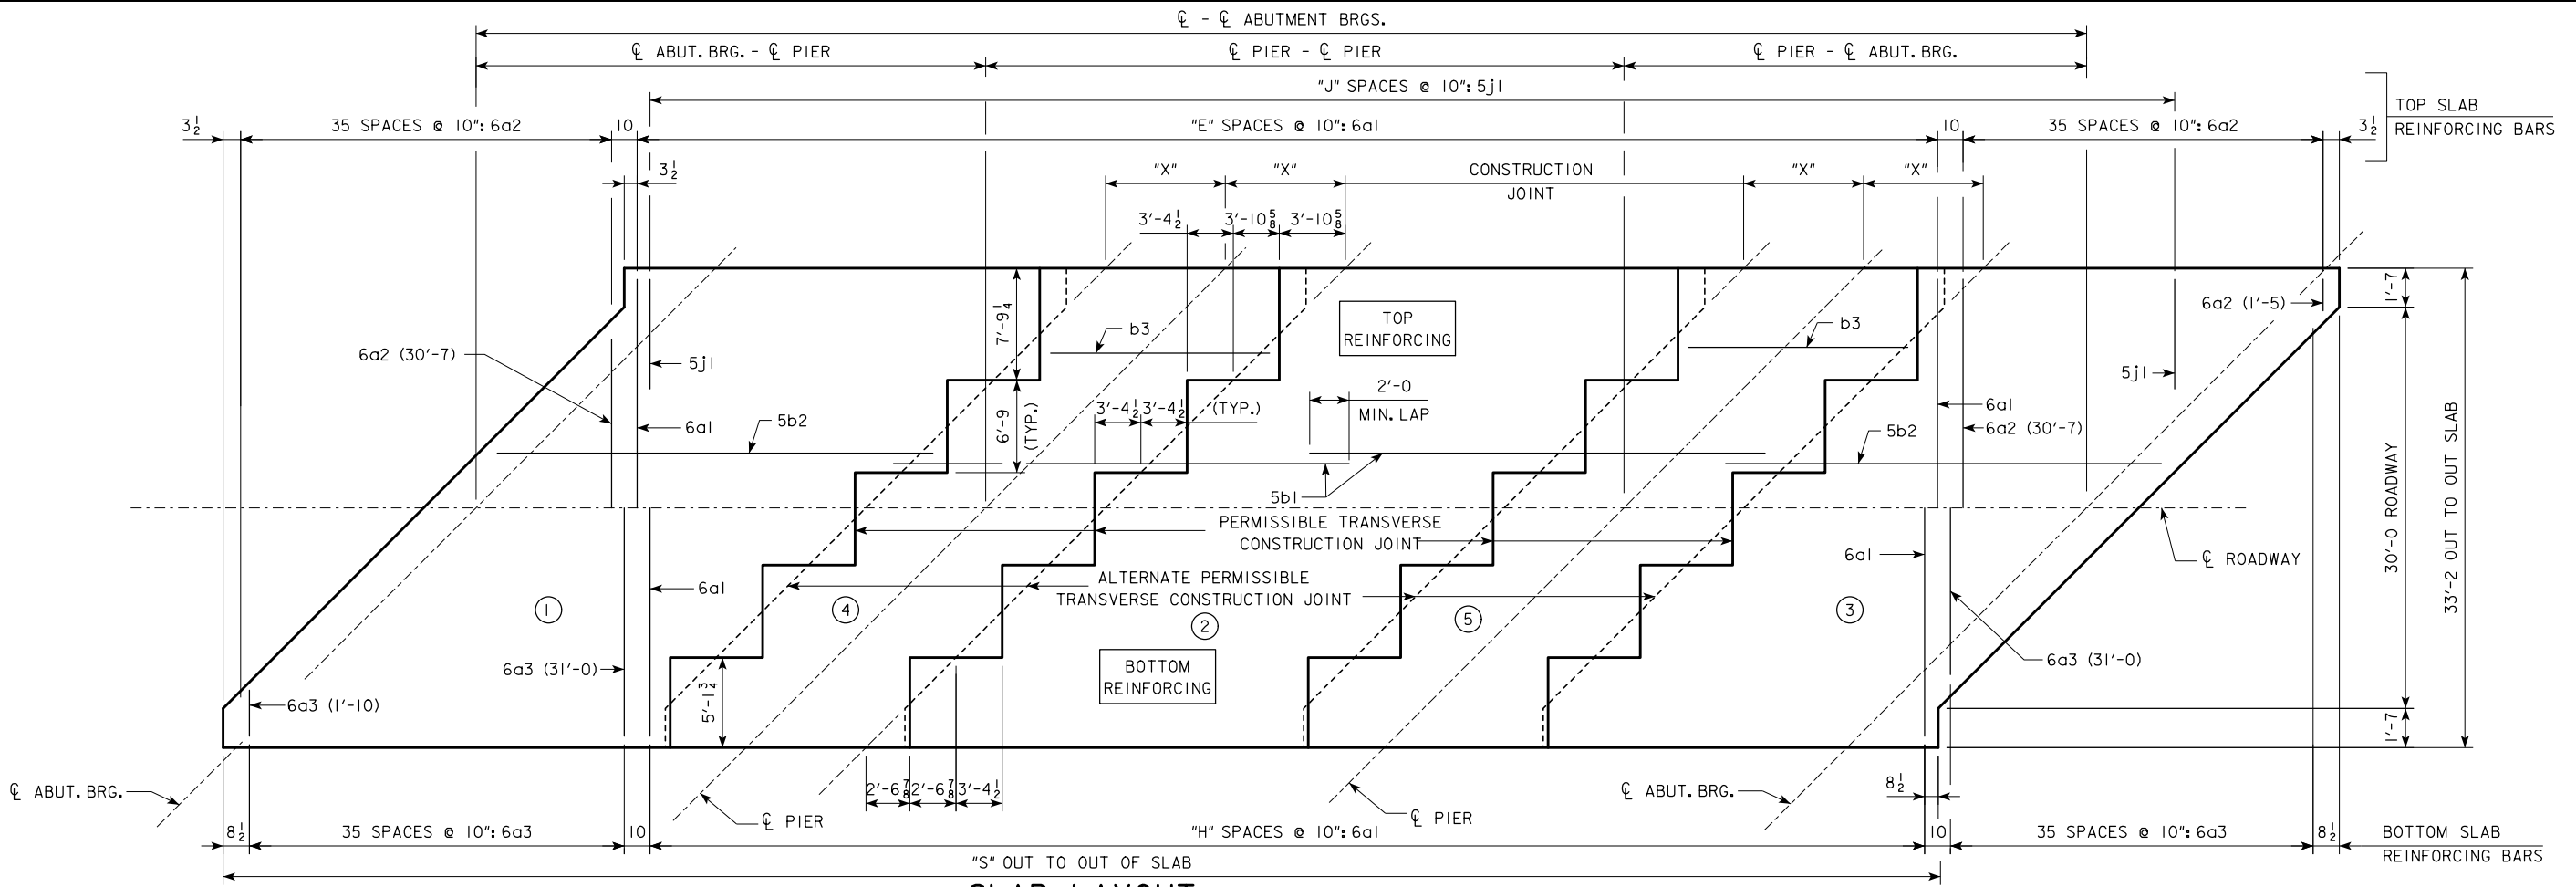 ℄ - ℄ ABUTMENT BRGS.
℄ ABUT. BRG. - ℄ PIER
℄ PIER - ℄ PIER
℄ PIER - ℄ ABUT. BRG.
"J" SPACES @ 10": 5j1
TOP SLAB
REINFORCING BARS
3½
35 SPACES @ 10": 6a2
10
"E" SPACES @ 10": 6a1
10
35 SPACES @ 10": 6a2
3½
3½
"X"
"X"
CONSTRUCTION
JOINT
"X"
"X"
3'-4½
3'-10⅝
3'-10⅝
7'-9¼
TOP
REINFORCING
b3
b3
6a2 (1'-5)
1'-7
6a2 (30'-7)
5j1
5j1
2'-0
MIN. LAP
3'-4½
3'-4½
(TYP.)
6'-9
(TYP.)
6a1
5b2
6a1
6a2 (30'-7)
5b2
5b1
30'-0 ROADWAY
33'-2 OUT TO OUT SLAB
PERMISSIBLE TRANSVERSE
CONSTRUCTION JOINT
6a1
℄ ROADWAY
6a1
ALTERNATE PERMISSIBLE
TRANSVERSE CONSTRUCTION JOINT
1
4
2
5
3
6a3 (31'-0)
BOTTOM
REINFORCING
6a3 (31'-0)
5'-1¾
6a3 (1'-10)
1'-7
℄ ABUT. BRG.
2'-6⅞
2'-6⅞
3'-4½
8½
℄ ABUT. BRG.
℄ PIER
℄ PIER
8½
35 SPACES @ 10": 6a3
10
"H" SPACES @ 10": 6a1
10
35 SPACES @ 10": 6a3
8½
BOTTOM SLAB
REINFORCING BARS
"S" OUT TO OUT OF SLAB
SLAB LAYOUT